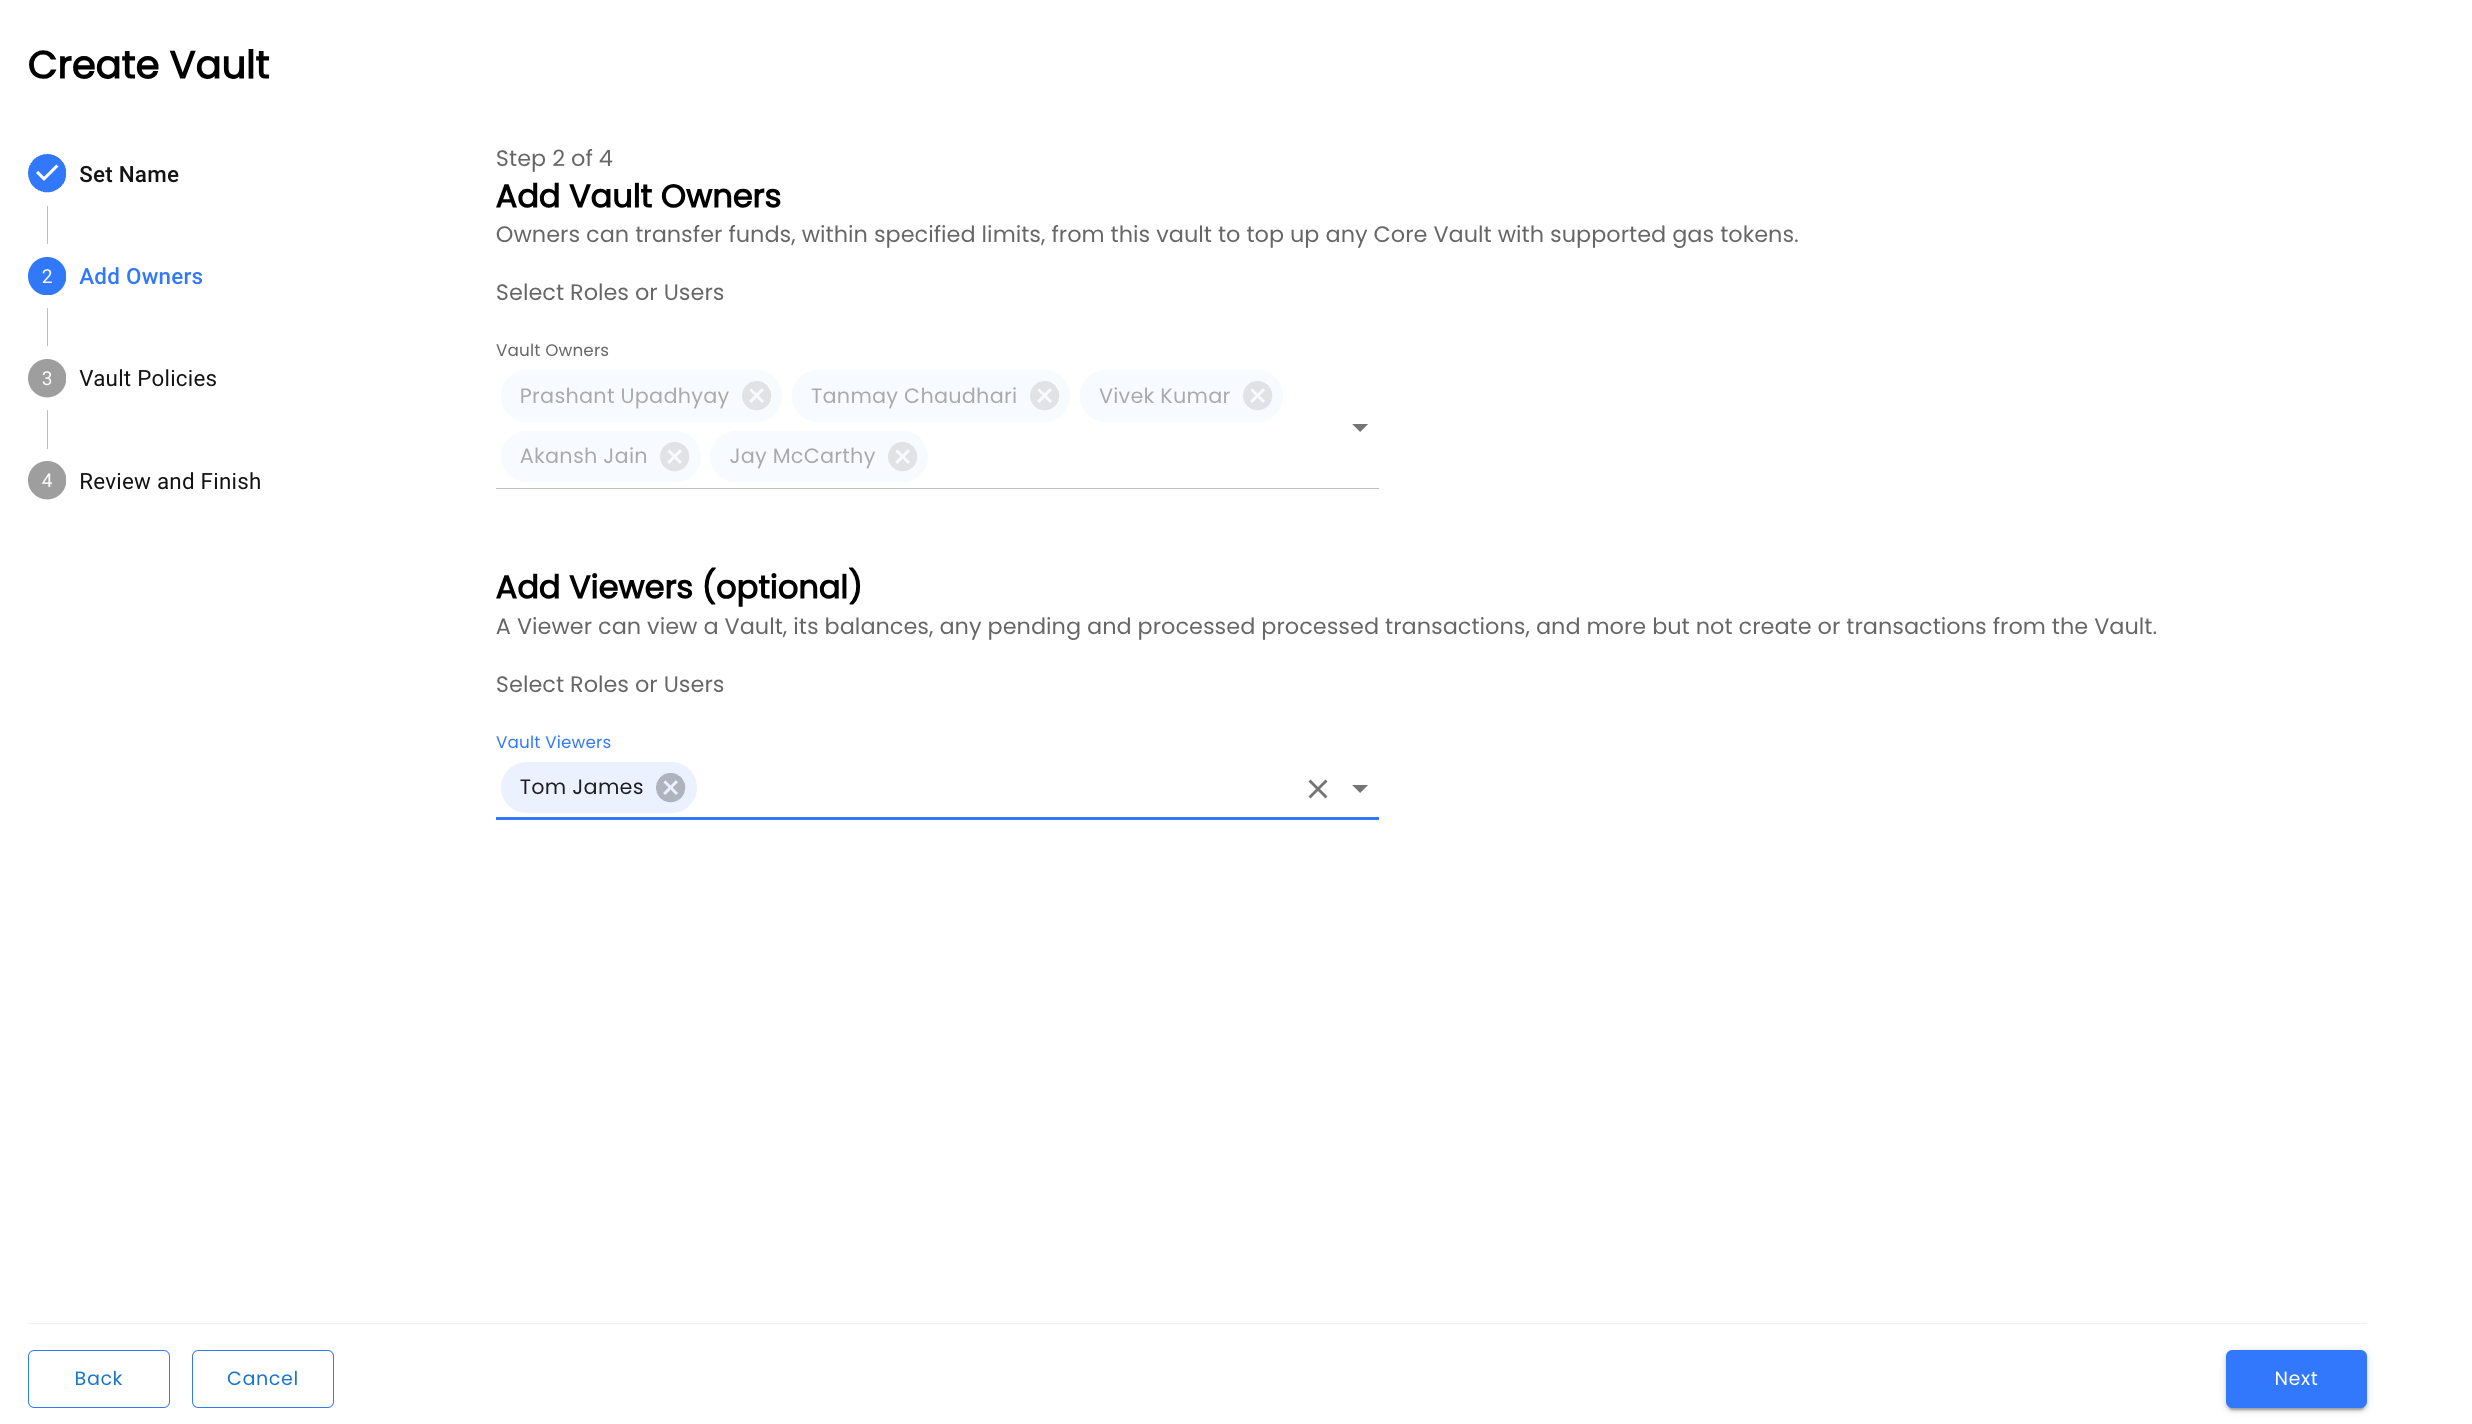 Create Vault
Set Name
2 Add Owners
3 Vault Policies
4 Review and Finish
Step 2 of 4
Add Vault Owners
Owners can transfer funds, within specified limits, from this vault to top up any Core Vault with supported gas tokens.
Select Roles or Users
Vault Owners
Prashant Upadhyay Tanmay Chaudhari Vivek Kumar
Akansh Jain Jay McCarthy
Add Viewers (optional)
A Viewer can view a Vault, its balances, any pending and processed processed transactions, and more but not create or transactions from the Vault.
Select Roles or Users
Vault Viewers
Tom James
Back Cancel Next